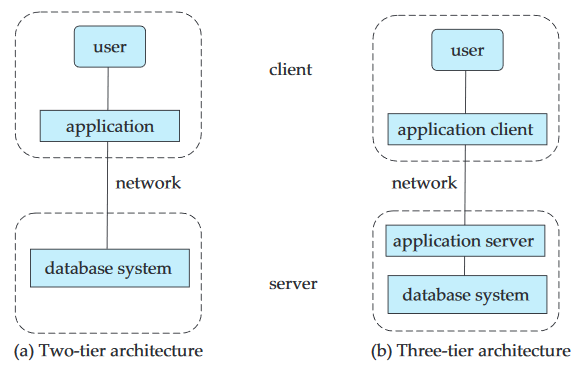 user
application
network
database system
(a) Two-tier architecture
client
server
user
application client
network
application server
database system
(b) Three-tier architecture